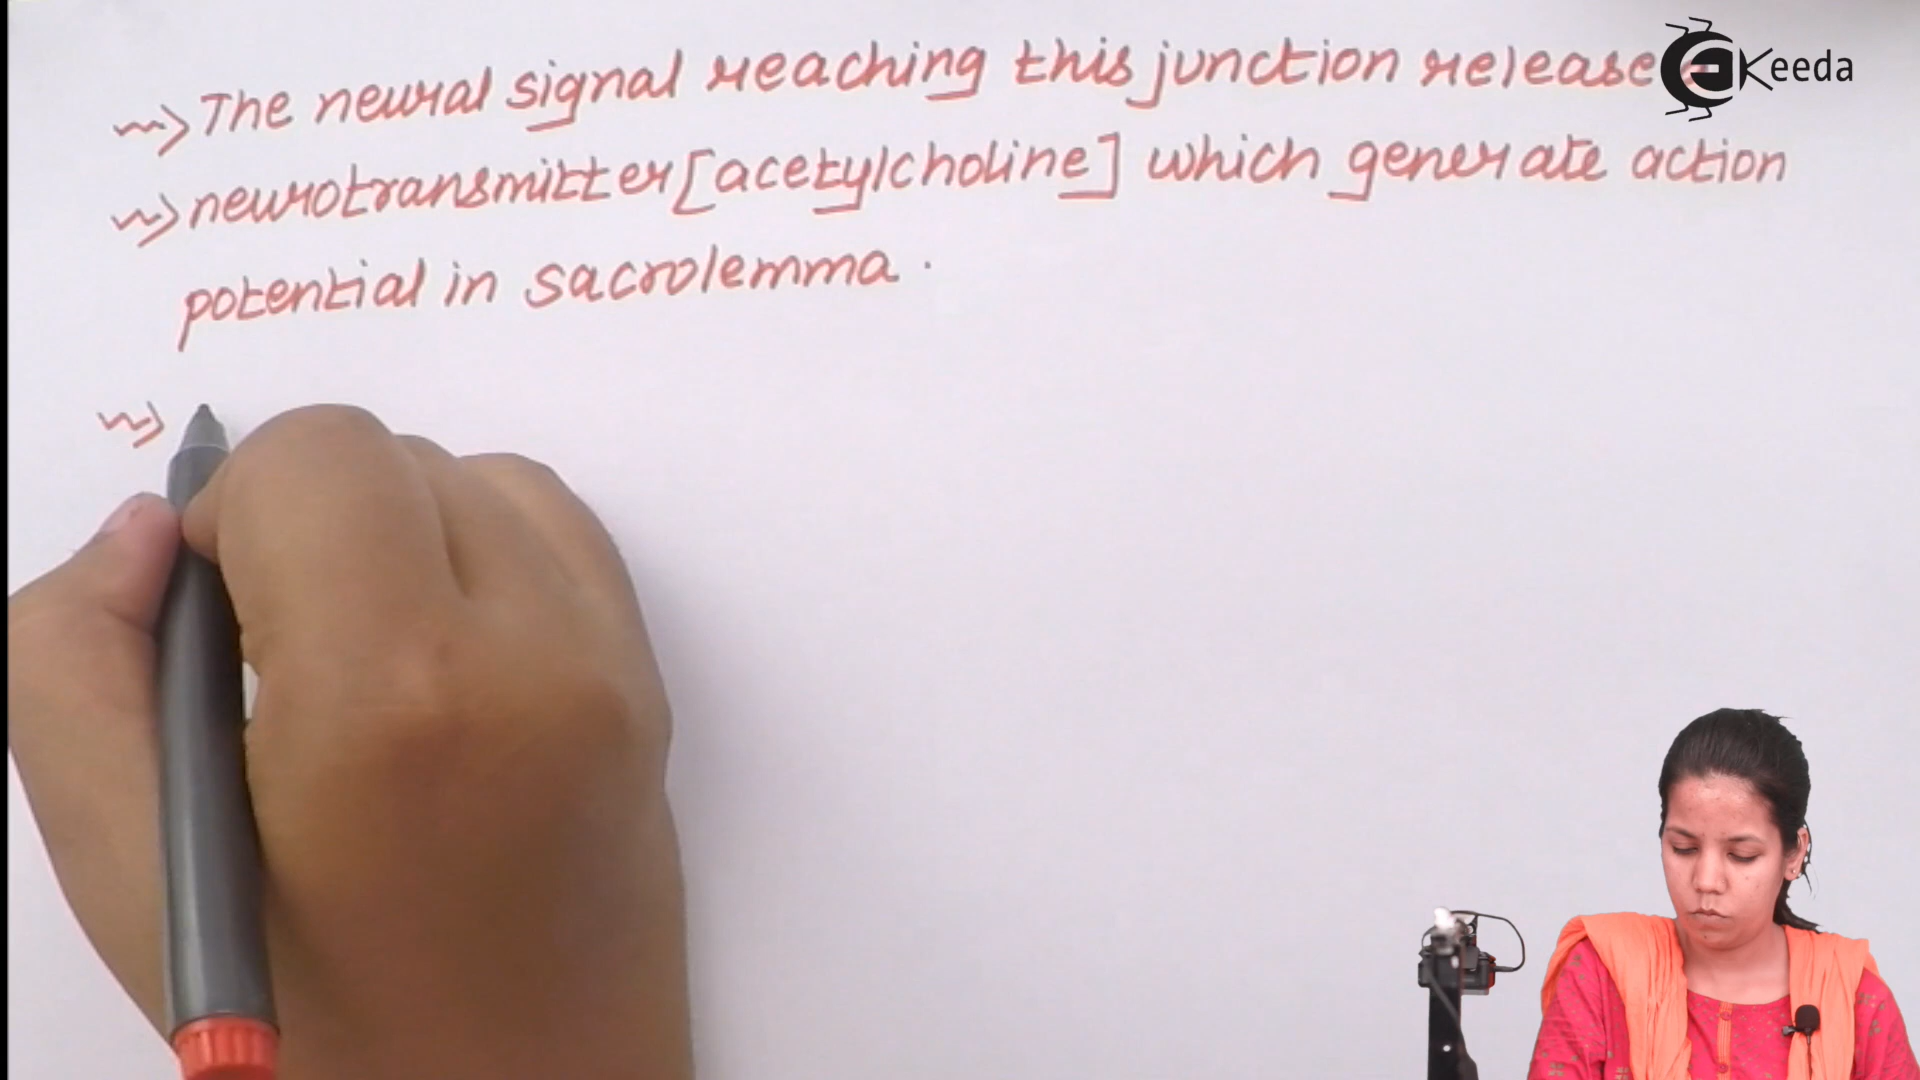 The neural signal reaching this junction release
Keeda
neurotransmitter [acetylcholine] which generate action
potential in sacrolemma.